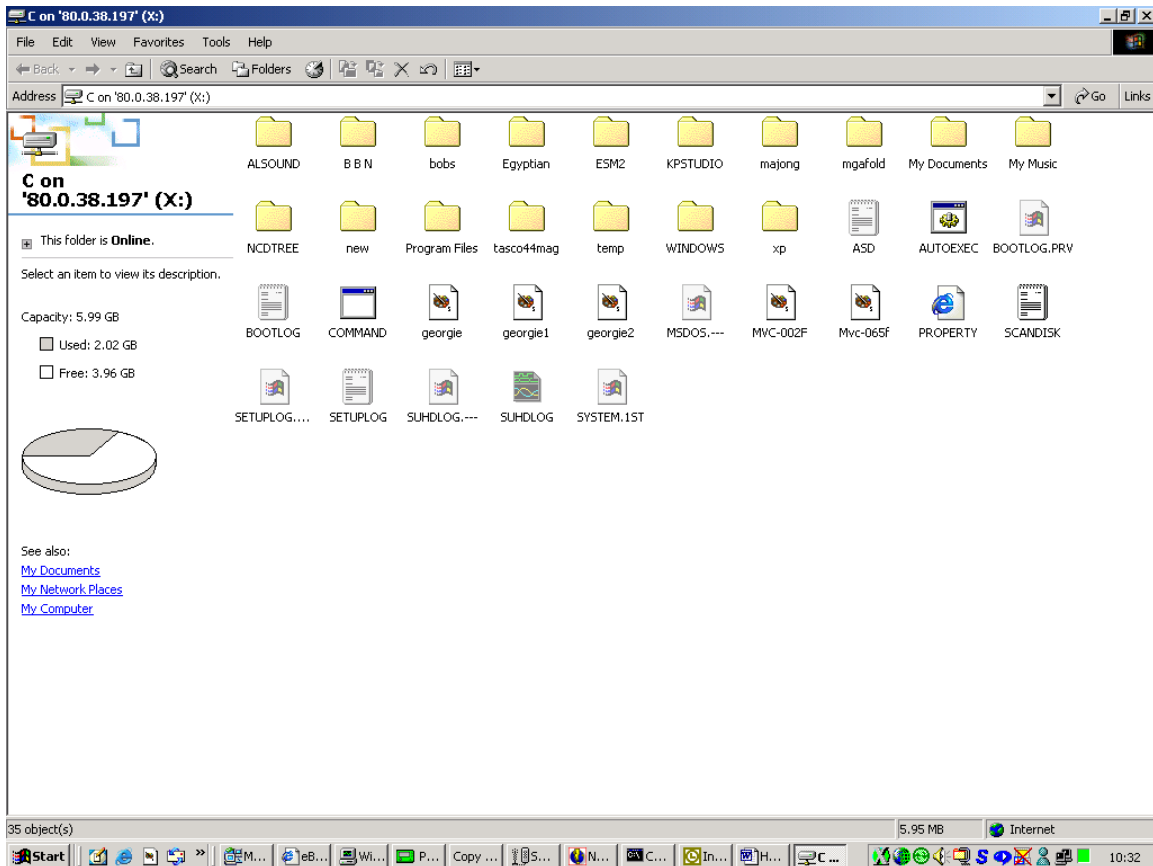 C on '80.0.38.197' (X:)
File Edit View Favorites Tools Help
Back Search Folders
Address C on '80.0.38.197' (X:) Go Links
C on
'80.0.38.197' (X:)
This folder is Online.
Select an item to view its description.
Capacity: 5.99 GB
Used: 2.02 GB
Free: 3.96 GB
See also:
My Documents
My Network Places
My Computer
ALSOUND B B N bobs Egyptian ESM2 KPSTUDIO majong mgafold My Documents My Music
NCDTREE new Program Files tasco44mag temp WINDOWS xp ASD AUTOEXEC BOOTLOG.PRV
BOOTLOG COMMAND georgie georgie1 georgie2 MSDOS.--- MVC-002F Mvc-065f PROPERTY SCANDISK
SETUPLOG.... SETUPLOG SUHDLOG.--- SUHDLOG SYSTEM.1ST
35 object(s) 5.95 MB Internet
Start M... eB... Wi... P... Copy ... S... N... C... In... H... C ... 10:32